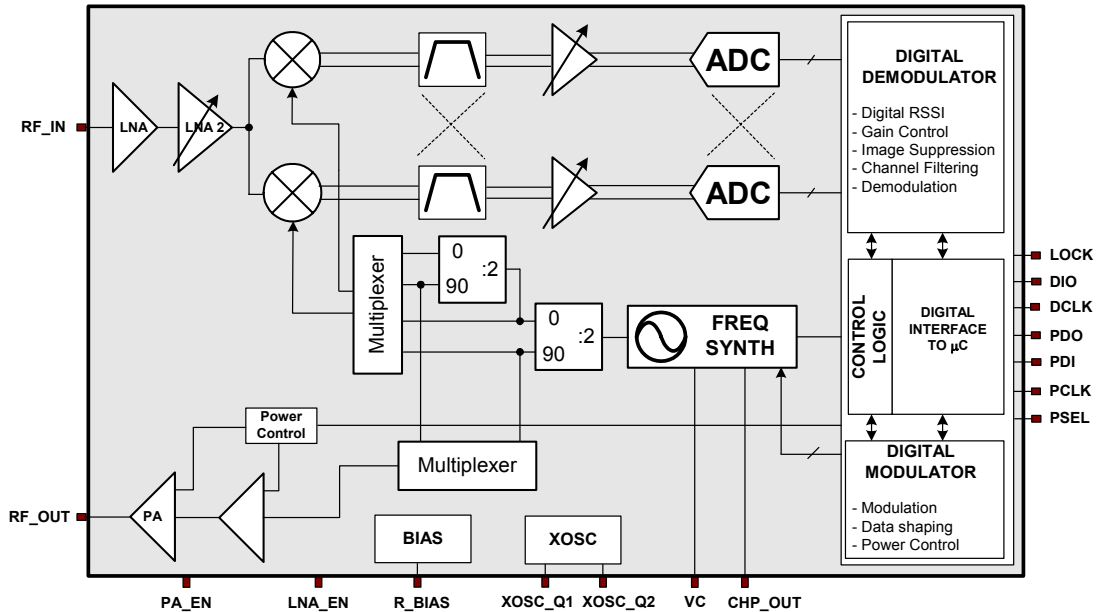 RF_IN
LNA
LNA 2
ADC
ADC
DIGITAL
DEMODULATOR
- Digital RSSI
- Gain Control
- Image Suppression
- Channel Filtering
- Demodulation
Multiplexer
0
90
:2
0
90
:2
FREQ
SYNTH
CONTROL
LOGIC
DIGITAL
INTERFACE
TO µC
LOCK
DIO
DCLK
PDO
PDI
PCLK
PSEL
Power
Control
Multiplexer
DIGITAL
MODULATOR
- Modulation
- Data shaping
- Power Control
RF_OUT
PA
BIAS
XOSC
PA_EN
LNA_EN
R_BIAS
XOSC_Q1
XOSC_Q2
VC
CHP_OUT